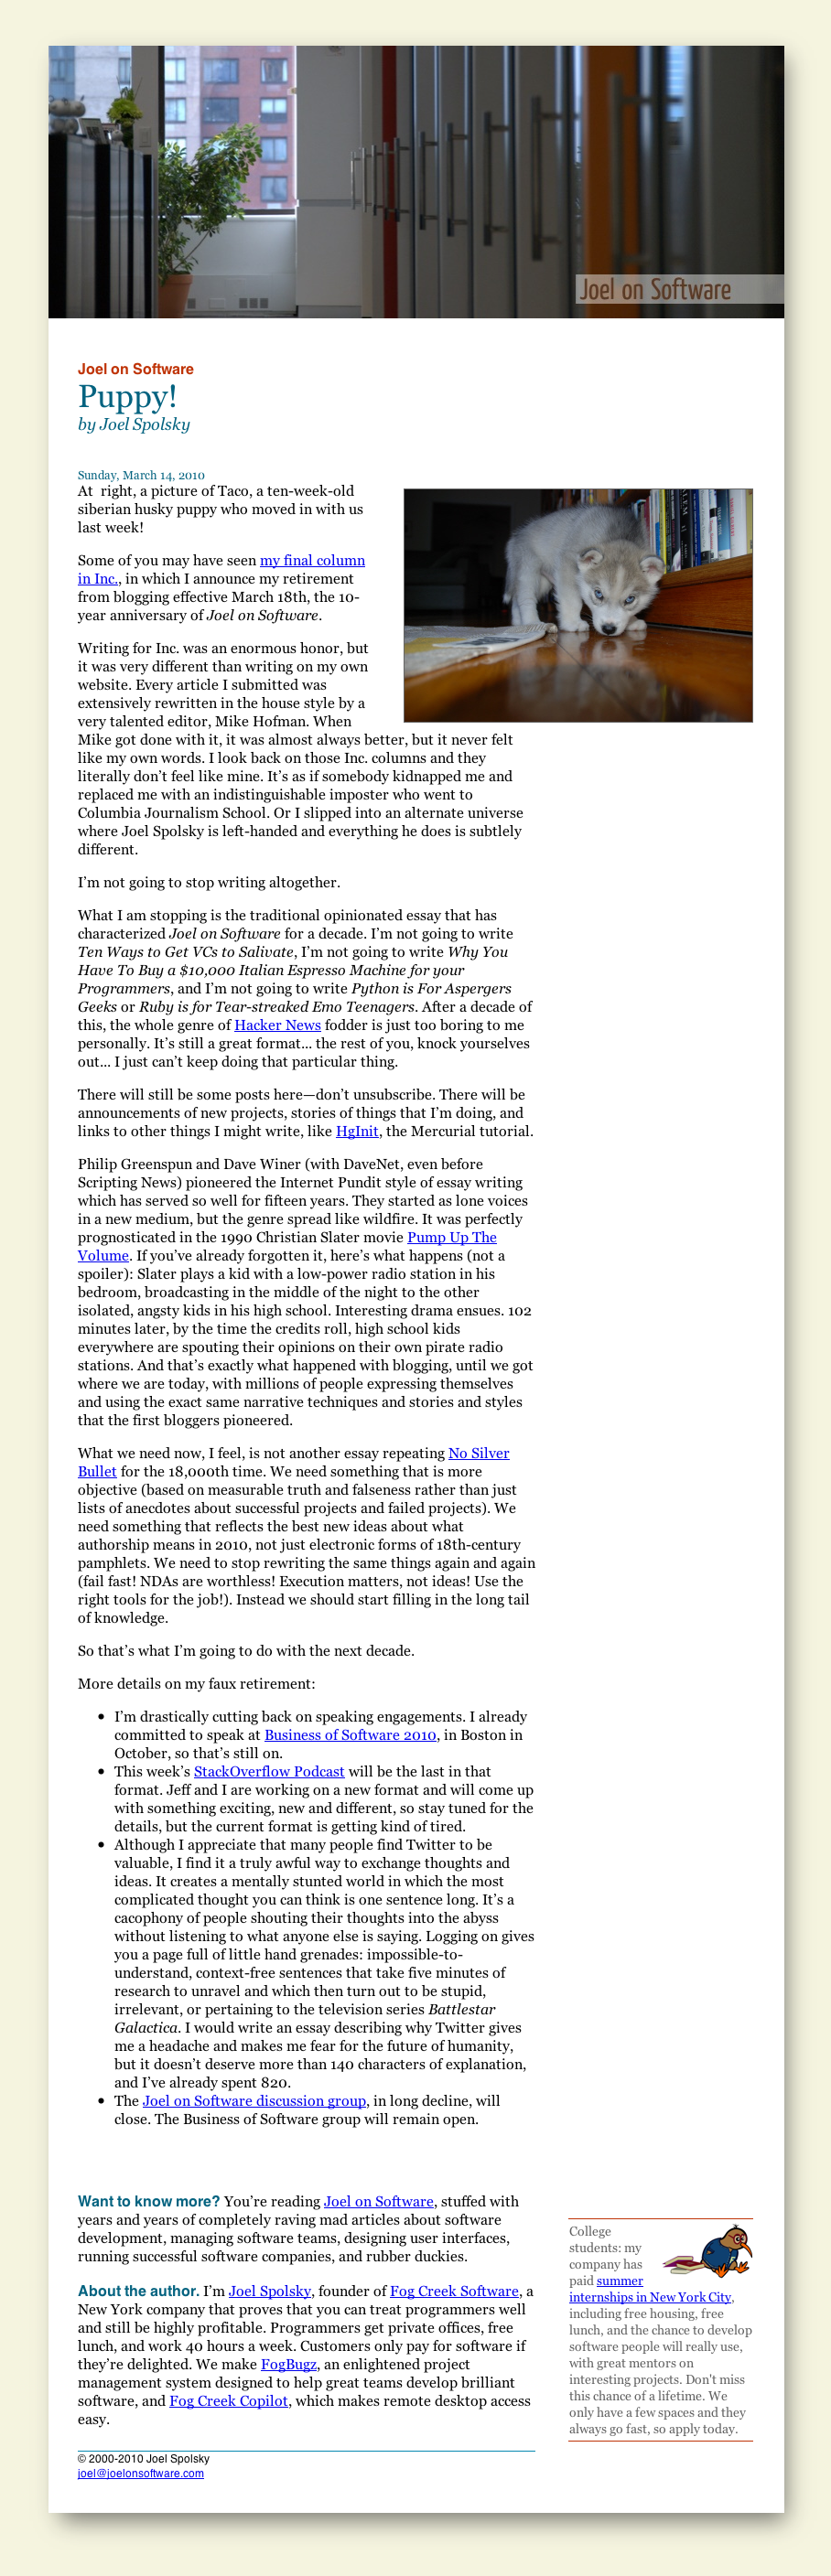 Joel on Software
Joel on Software
Puppy!
by Joel Spolsky
Sunday, March 14, 2010
At right, a picture of Taco, a ten-week-old
siberian husky puppy who moved in with us
last week!
Some of you may have seen my final column
in Inc., in which I announce my retirement
from blogging effective March 18th, the 10-
year anniversary of Joel on Software.
Writing for Inc. was an enormous honor, but
it was very different than writing on my own
website. Every article I submitted was
extensively rewritten in the house style by a
very talented editor, Mike Hofman. When
Mike got done with it, it was almost always better, but it never felt
like my own words. I look back on those Inc. columns and they
literally don’t feel like mine. It’s as if somebody kidnapped me and
replaced me with an indistinguishable imposter who went to
Columbia Journalism School. Or I slipped into an alternate universe
where Joel Spolsky is left-handed and everything he does is subtlely
different.
I’m not going to stop writing altogether.
What I am stopping is the traditional opinionated essay that has
characterized Joel on Software for a decade. I’m not going to write
Ten Ways to Get VCs to Salivate, I’m not going to write Why You
Have To Buy a $10,000 Italian Espresso Machine for your
Programmers, and I’m not going to write Python is For Aspergers
Geeks or Ruby is for Tear-streaked Emo Teenagers. After a decade of
this, the whole genre of Hacker News fodder is just too boring to me
personally. It’s still a great format... the rest of you, knock yourselves
out... I just can’t keep doing that particular thing.
There will still be some posts here—don’t unsubscribe. There will be
announcements of new projects, stories of things that I’m doing, and
links to other things I might write, like HgInit, the Mercurial tutorial.
Philip Greenspun and Dave Winer (with DaveNet, even before
Scripting News) pioneered the Internet Pundit style of essay writing
which has served so well for fifteen years. They started as lone voices
in a new medium, but the genre spread like wildfire. It was perfectly
prognosticated in the 1990 Christian Slater movie Pump Up The
Volume. If you’ve already forgotten it, here’s what happens (not a
spoiler): Slater plays a kid with a low-power radio station in his
bedroom, broadcasting in the middle of the night to the other
isolated, angsty kids in his high school. Interesting drama ensues. 102
minutes later, by the time the credits roll, high school kids
everywhere are spouting their opinions on their own pirate radio
stations. And that’s exactly what happened with blogging, until we got
where we are today, with millions of people expressing themselves
and using the exact same narrative techniques and stories and styles
that the first bloggers pioneered.
What we need now, I feel, is not another essay repeating No Silver
Bullet for the 18,000th time. We need something that is more
objective (based on measurable truth and falseness rather than just
lists of anecdotes about successful projects and failed projects). We
need something that reflects the best new ideas about what
authorship means in 2010, not just electronic forms of 18th-century
pamphlets. We need to stop rewriting the same things again and again
(fail fast! NDAs are worthless! Execution matters, not ideas! Use the
right tools for the job!). Instead we should start filling in the long tail
of knowledge.
So that’s what I’m going to do with the next decade.
More details on my faux retirement:
• I’m drastically cutting back on speaking engagements. I already
committed to speak at Business of Software 2010, in Boston in
October, so that’s still on.
• This week’s StackOverflow Podcast will be the last in that
format. Jeff and I are working on a new format and will come up
with something exciting, new and different, so stay tuned for the
details, but the current format is getting kind of tired.
• Although I appreciate that many people find Twitter to be
valuable, I find it a truly awful way to exchange thoughts and
ideas. It creates a mentally stunted world in which the most
complicated thought you can think is one sentence long. It’s a
cacophony of people shouting their thoughts into the abyss
without listening to what anyone else is saying. Logging on gives
you a page full of little hand grenades: impossible-to-
understand, context-free sentences that take five minutes of
research to unravel and which then turn out to be stupid,
irrelevant, or pertaining to the television series Battlestar
Galactica. I would write an essay describing why Twitter gives
me a headache and makes me fear for the future of humanity,
but it doesn’t deserve more than 140 characters of explanation,
and I’ve already spent 820.
• The Joel on Software discussion group, in long decline, will
close. The Business of Software group will remain open.
Want to know more? You’re reading Joel on Software, stuffed with
years and years of completely raving mad articles about software
development, managing software teams, designing user interfaces,
running successful software companies, and rubber duckies.
About the author. I’m Joel Spolsky, founder of Fog Creek Software, a
New York company that proves that you can treat programmers well
and still be highly profitable. Programmers get private offices, free
lunch, and work 40 hours a week. Customers only pay for software if
they’re delighted. We make FogBugz, an enlightened project
management system designed to help great teams develop brilliant
software, and Fog Creek Copilot, which makes remote desktop access
easy.
College
students: my
company has
paid summer
internships in New York City,
including free housing, free
lunch, and the chance to develop
software people will really use,
with great mentors on
interesting projects. Don't miss
this chance of a lifetime. We
only have a few spaces and they
always go fast, so apply today.
© 2000-2010 Joel Spolsky
joel@joelonsoftware.com